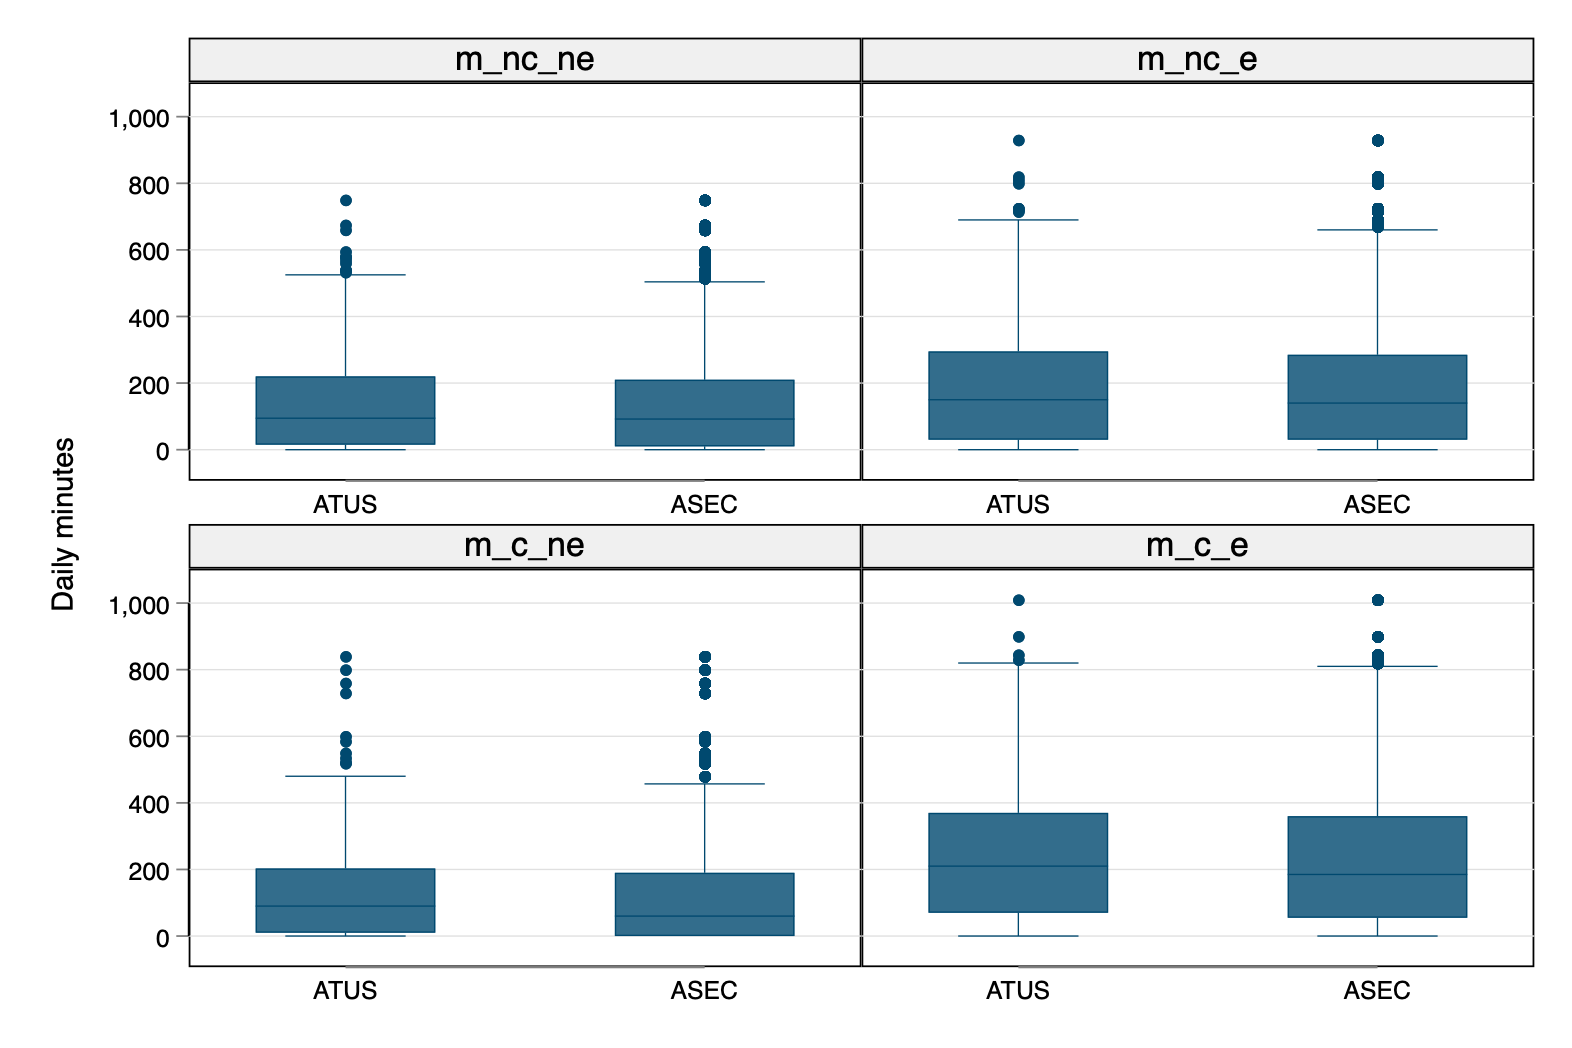 Daily minutes
m_nc_ne
m_nc_e
1,000
800
600
400
200
0
ATUS
ASEC
ATUS
ASEC
m_c_ne
m_c_e
1,000
800
600
400
200
0
ATUS
ASEC
ATUS
ASEC